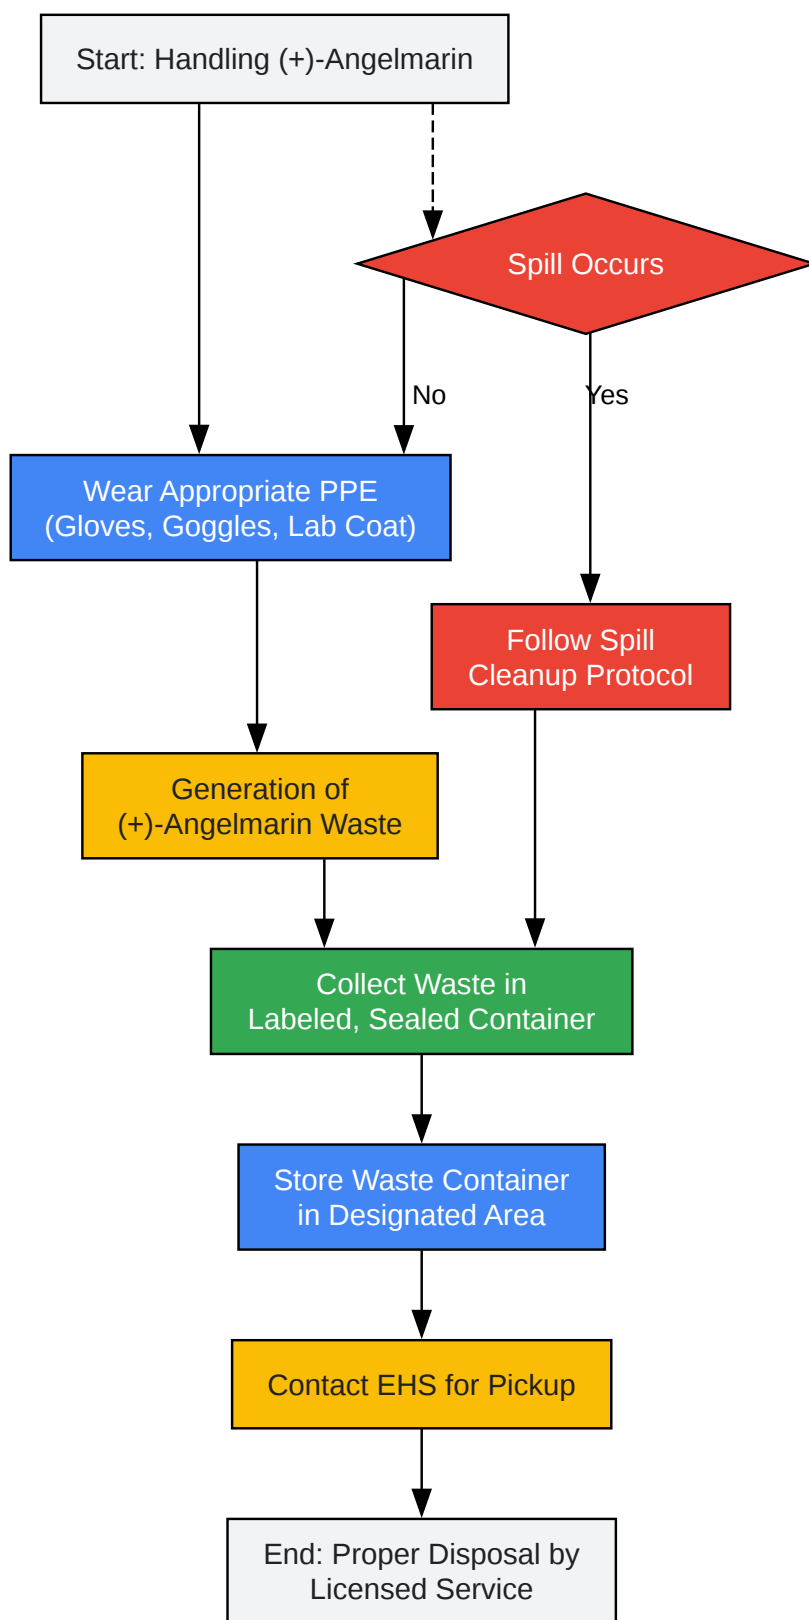 Start: Handling (+)-Angelmarin
Spill Occurs
No
Yes
Wear Appropriate PPE
(Gloves, Goggles, Lab Coat)
Follow Spill
Cleanup Protocol
Generation of
(+)-Angelmarin Waste
Collect Waste in
Labeled, Sealed Container
Store Waste Container
in Designated Area
Contact EHS for Pickup
End: Proper Disposal by
Licensed Service